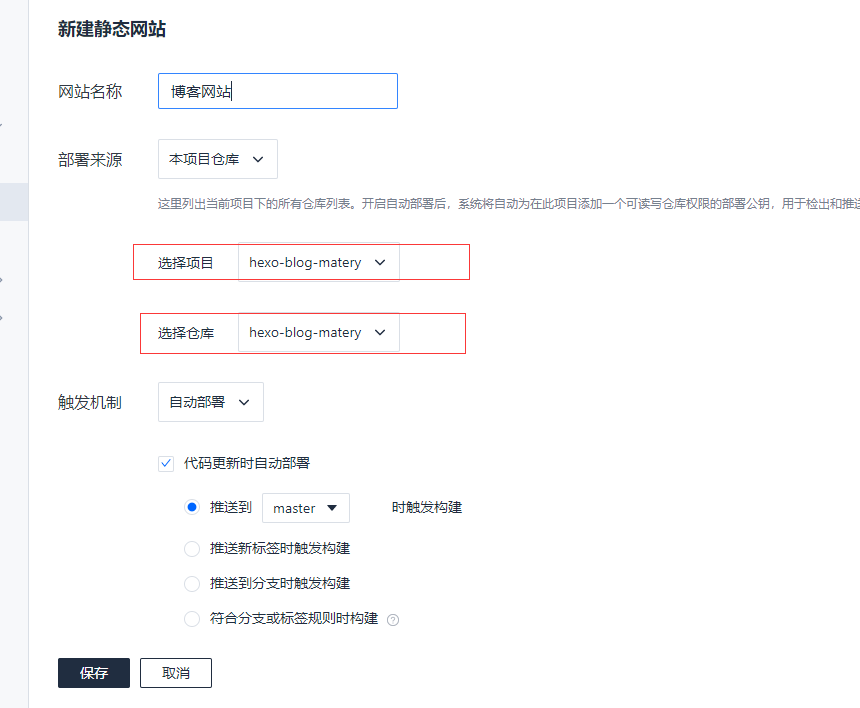 新建静态网站
网站名称 博客网站
部署来源 本项目仓库
这里列出当前项目下的所有仓库列表。开启自动部署后，系统将自动为在此项目添加一个可读写仓库权限的部署公钥，用于检出和推送
选择项目 hexo-blog-matery
选择仓库 hexo-blog-matery
触发机制 自动部署
代码更新时自动部署
推送到 master 时触发构建
推送新标签时触发构建
推送到分支时触发构建
符合分支或标签规则时构建 ?
保存 取消